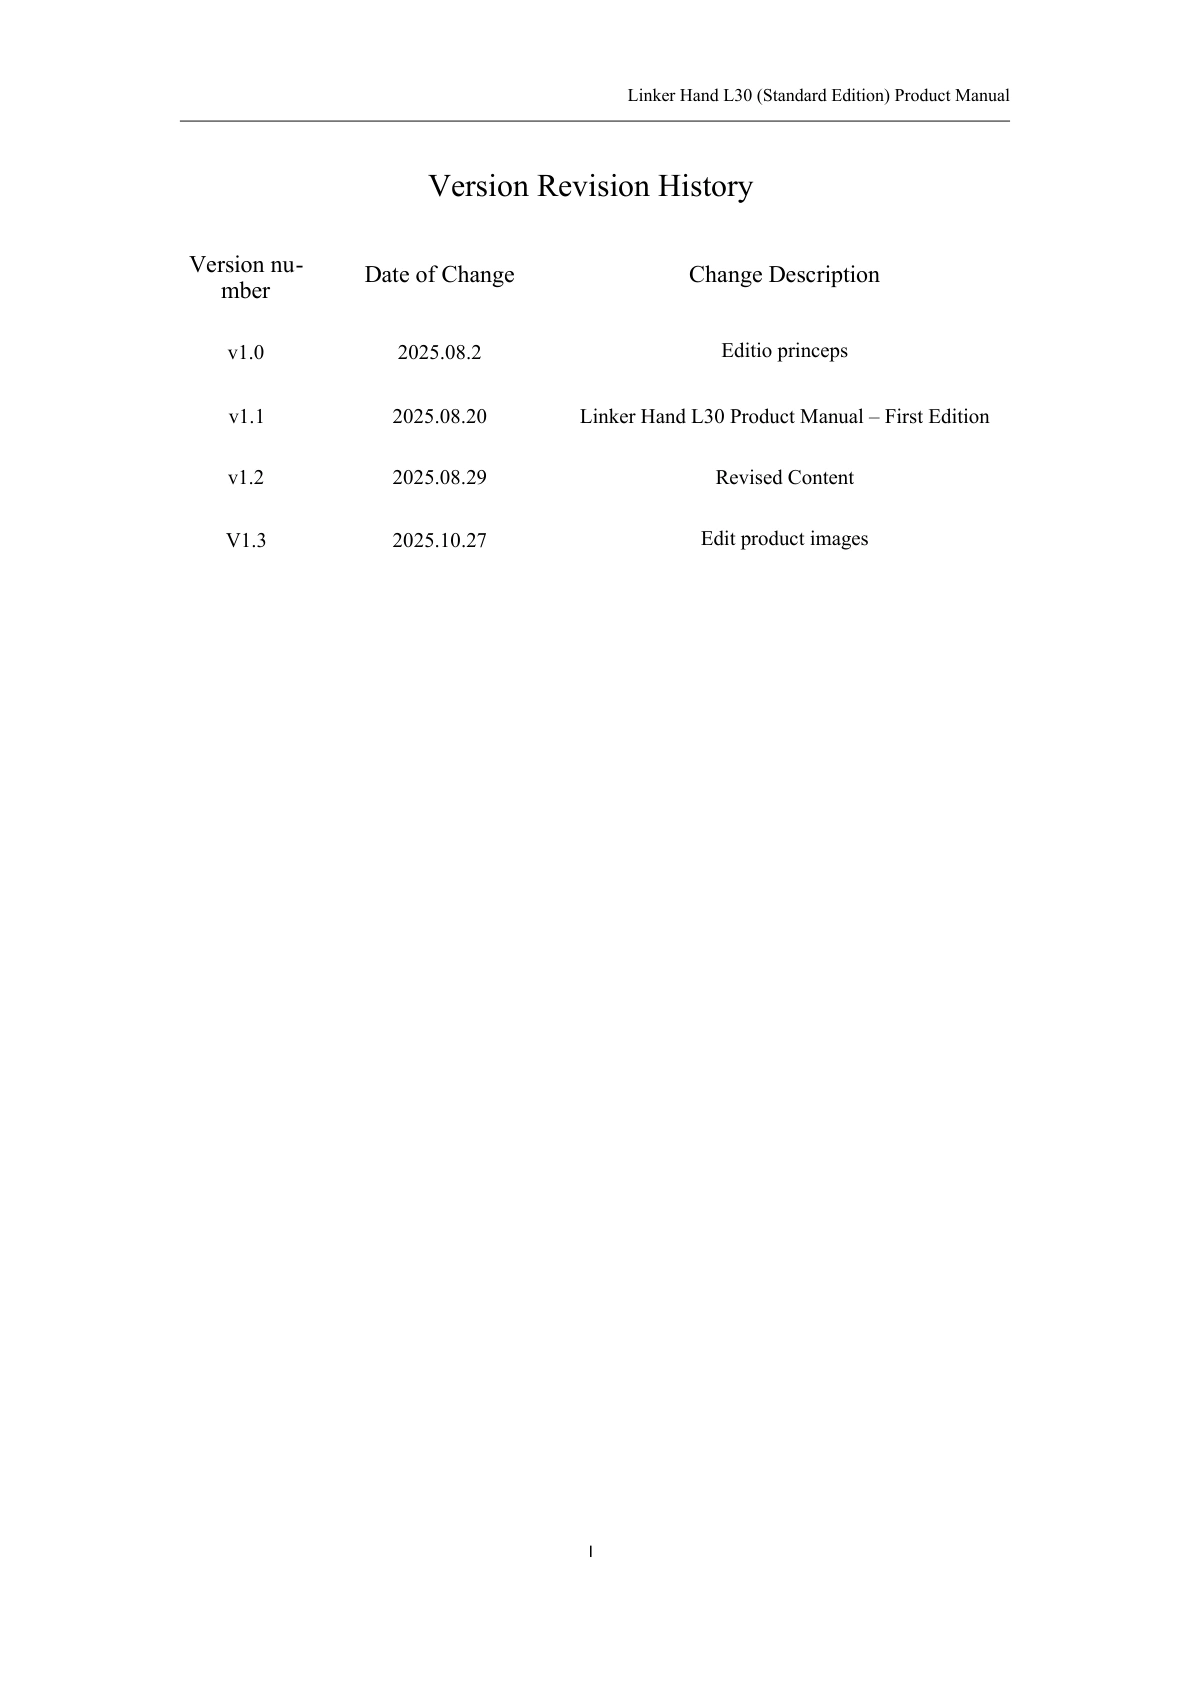 Linker Hand L30 (Standard Edition) Product Manual
Version Revision History
Version nu-
mber
Date of Change
Change Description
v1.0
2025.08.2
Editio princeps
v1.1
2025.08.20
Linker Hand L30 Product Manual – First Edition
v1.2
2025.08.29
Revised Content
V1.3
2025.10.27
Edit product images
I